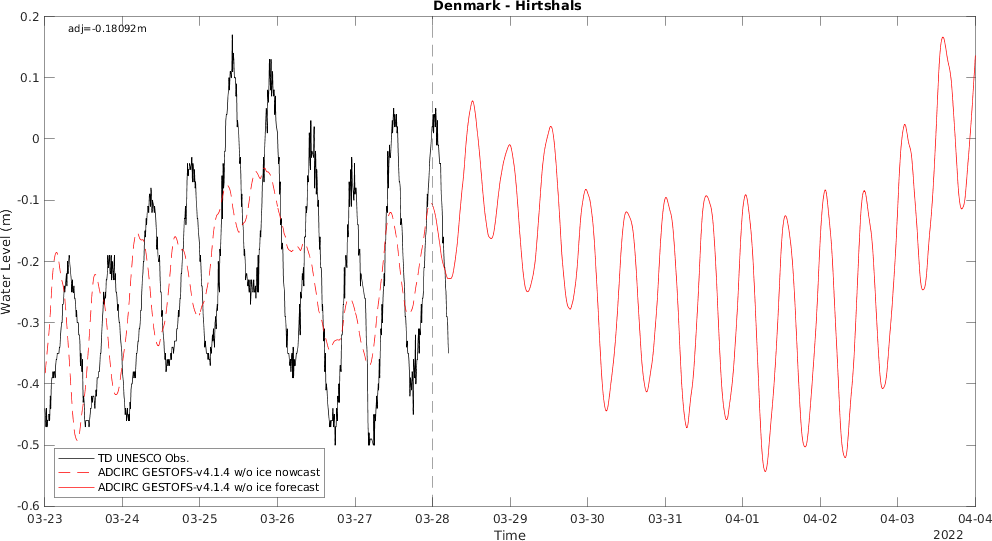 Denmark - Hirtshals
adj=-0.18092m
0.2
0.1
0
-0.1
-0.2
-0.3
-0.4
-0.5
-0.6
Water Level (m)
TD UNESCO Obs.
ADCIRC GESTOFS-v4.1.4 w/o ice nowcast
ADCIRC GESTOFS-v4.1.4 w/o ice forecast
03-23 03-24 03-25 03-26 03-27 03-28 03-29 03-30 03-31 04-01 04-02 04-03 04-04
Time
2022